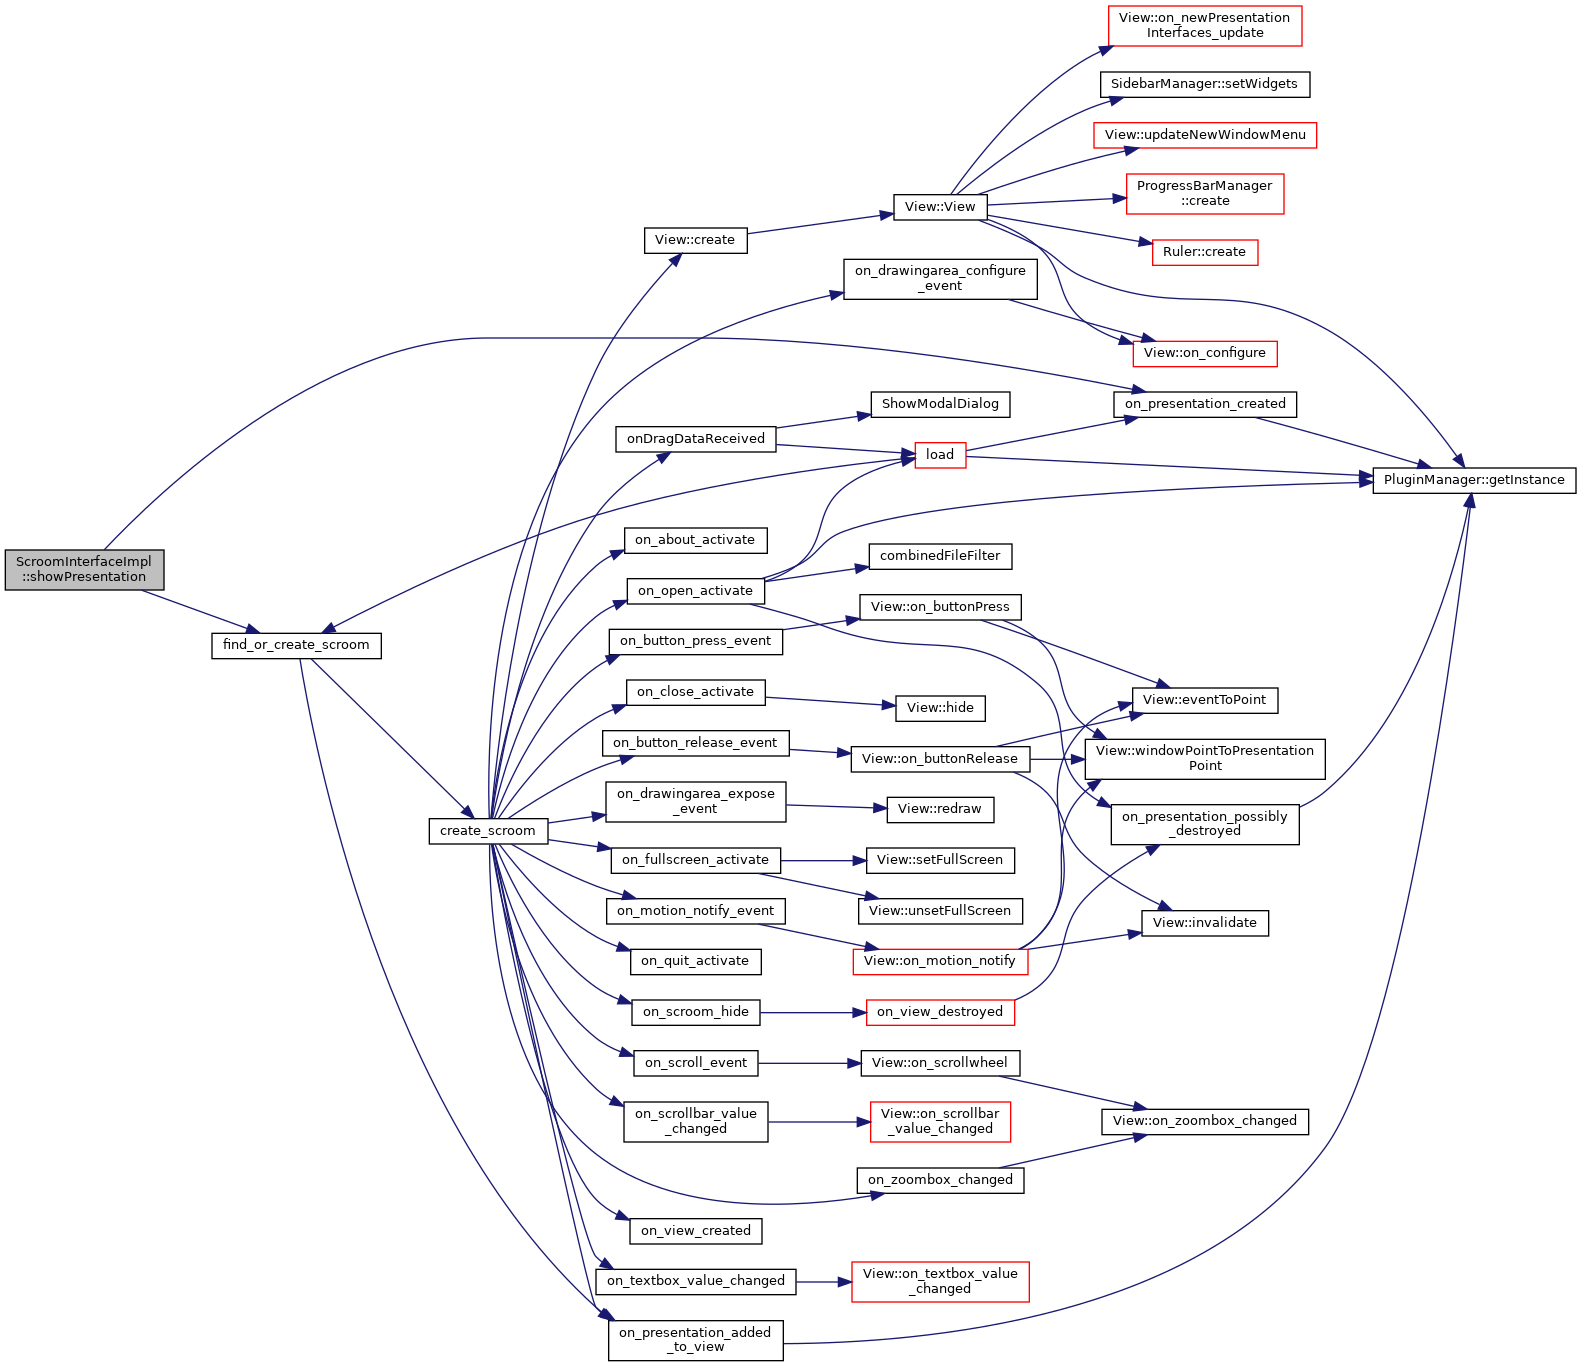 View::on_newPresentation
Interfaces_update
SidebarManager::setWidgets
View::updateNewWindowMenu
ProgressBarManager
::create
View::View
View::create
Ruler::create
on_drawingarea_configure
_event
View::on_configure
ShowModalDialog
on_presentation_created
onDragDataReceived
load
PluginManager::getInstance
on_about_activate
combinedFileFilter
ScroomInterfaceImpl
::showPresentation
on_open_activate
View::on_buttonPress
find_or_create_scroom
on_button_press_event
on_close_activate
View::hide
View::eventToPoint
on_button_release_event
View::on_buttonRelease
View::windowPointToPresentation
Point
on_drawingarea_expose
_event
View::redraw
on_presentation_possibly
_destroyed
create_scroom
on_fullscreen_activate
View::setFullScreen
on_motion_notify_event
View::unsetFullScreen
View::invalidate
on_quit_activate
View::on_motion_notify
on_scroom_hide
on_view_destroyed
on_scroll_event
View::on_scrollwheel
on_scrollbar_value
_changed
View::on_scrollbar
_value_changed
View::on_zoombox_changed
on_zoombox_changed
on_view_created
on_textbox_value_changed
View::on_textbox_value
_changed
on_presentation_added
_to_view